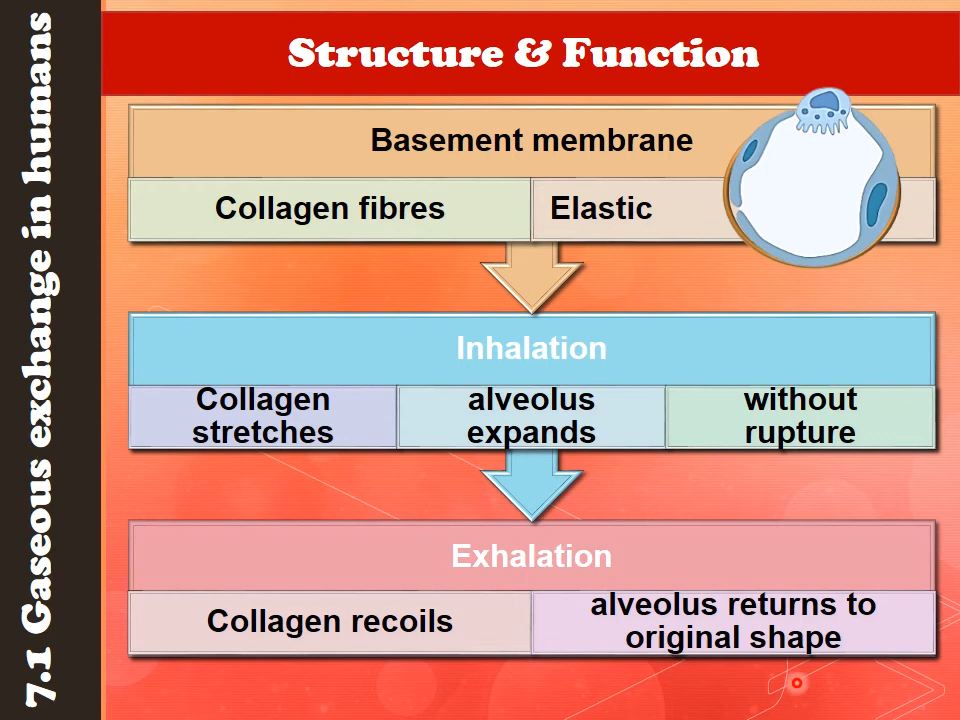 7.1 Gaseous exchange in humans
Structure & Function
Basement membrane
Collagen fibres
Elastic
Inhalation
Collagen
stretches
alveolus
expands
without
rupture
Exhalation
Collagen recoils
alveolus returns to
original shape